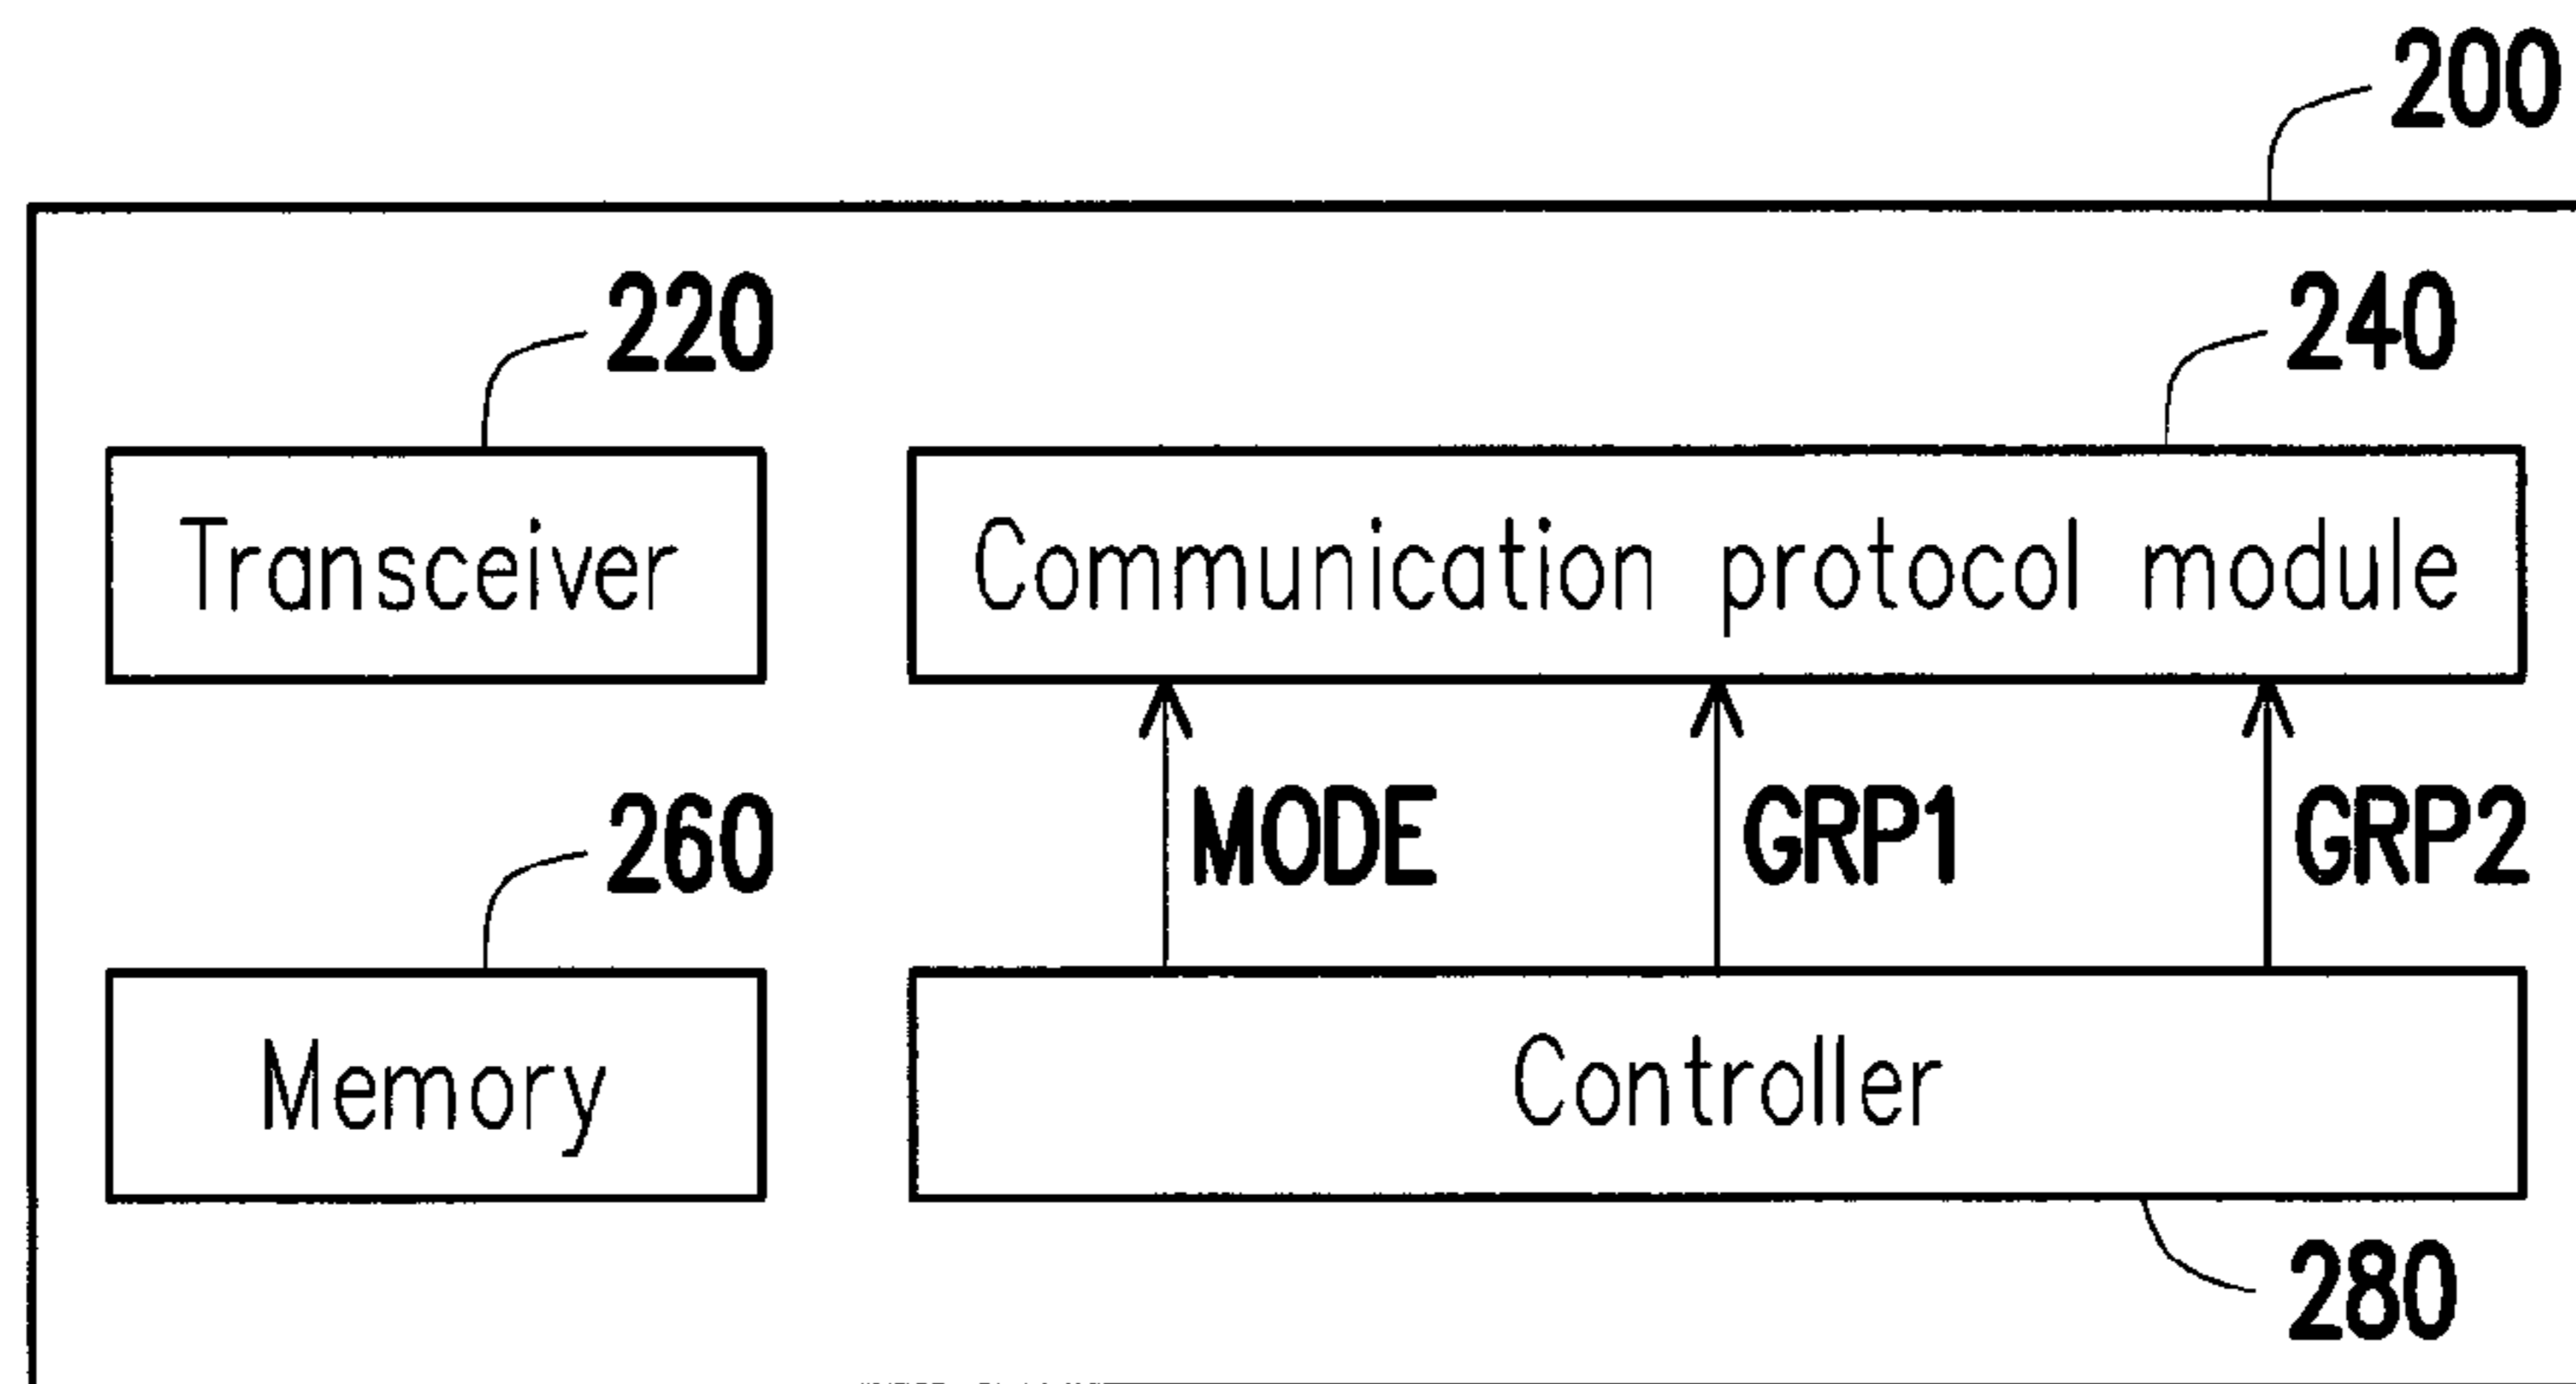 200
220
240
Transceiver
Communication protocol module
260
MODE
GRP1
GRP2
Memory
Controller
280